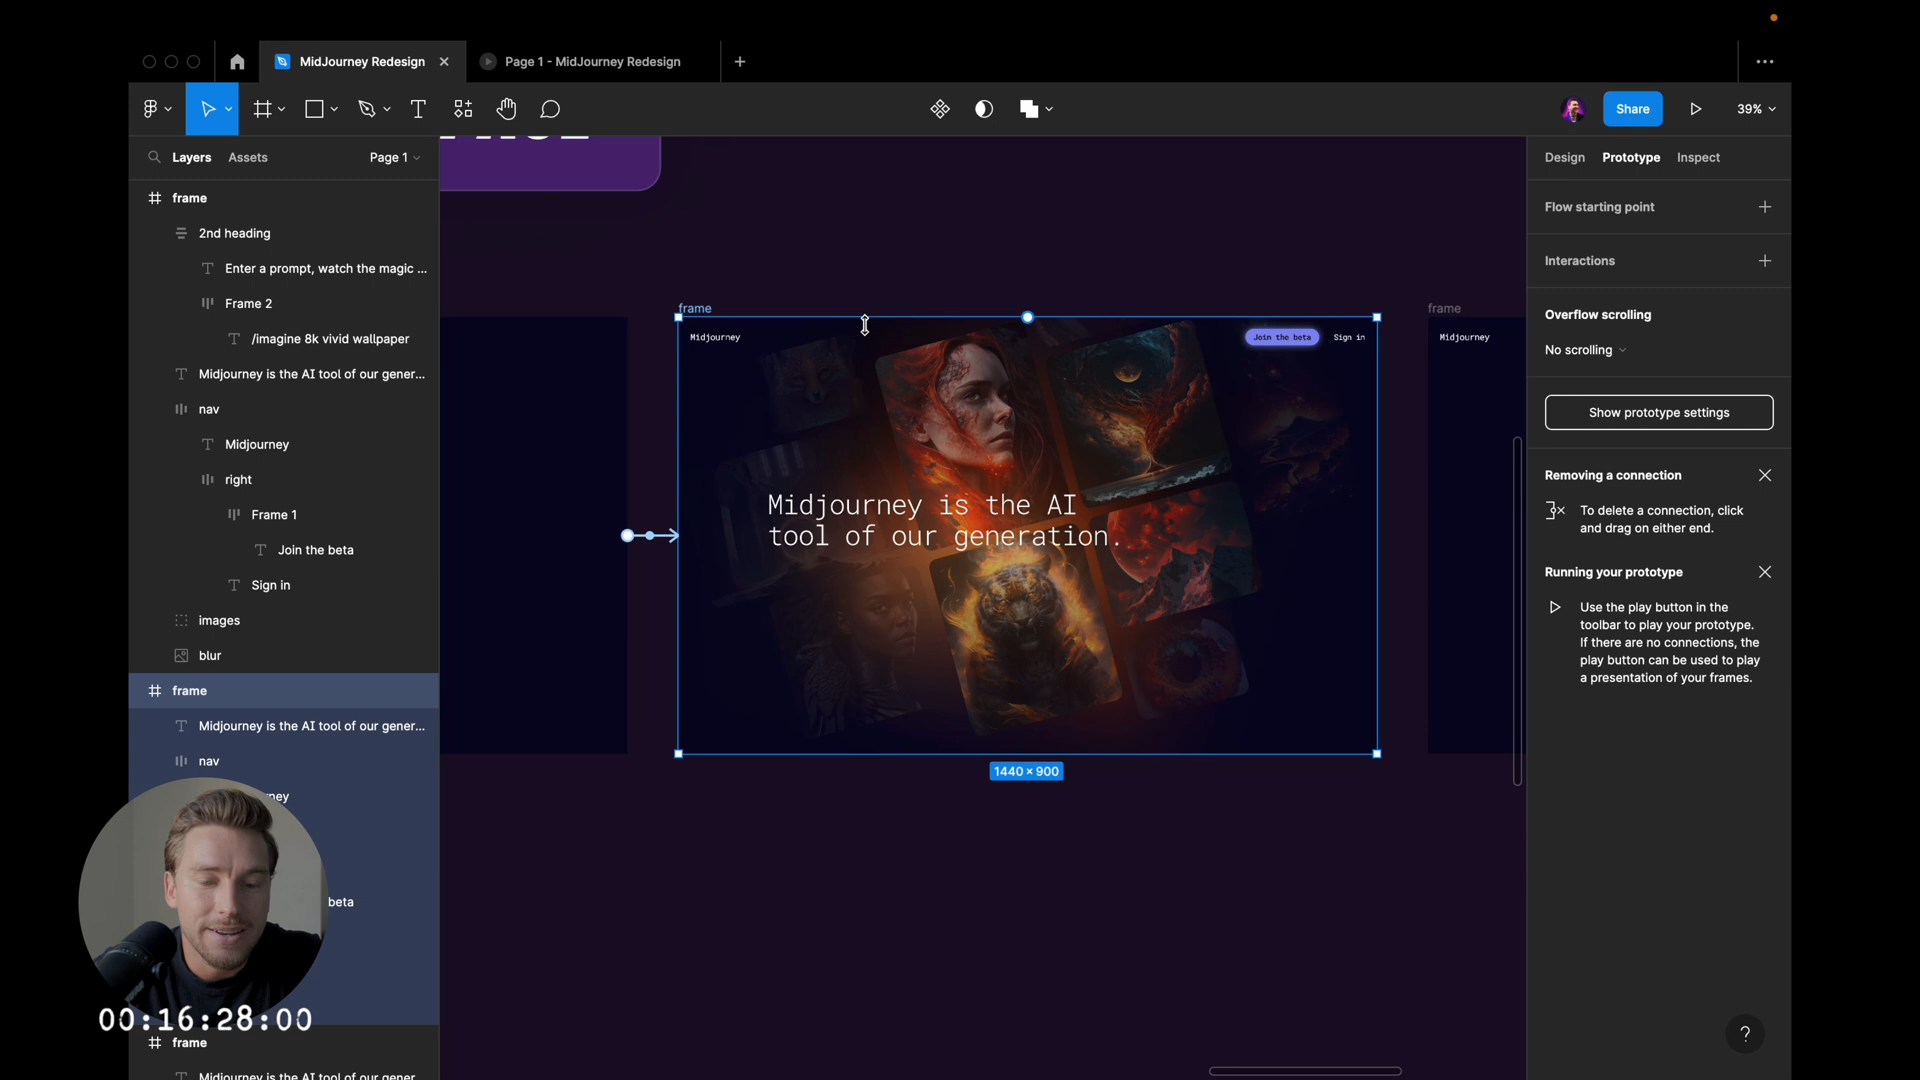 MidJourney Redesign
Page 1 - MidJourney Redesign
Share
39%
Layers
Assets
Page 1
Design
Prototype
Inspect
frame
2nd heading
Enter a prompt, watch the magic ...
Frame 2
/imagine 8k vivid wallpaper
Midjourney is the AI tool of our gener...
nav
Midjourney
right
Frame 1
Join the beta
Sign in
images
blur
frame
Midjourney is the AI tool of our gener...
nav
ney
beta
frame
Midjourney is the AI tool of our gener
00:16:28:00
frame
Midjourney
Join the beta
Sign in
Midjourney is the AI
tool of our generation.
1440 × 900
frame
Midjourney
Flow starting point
Interactions
Overflow scrolling
No scrolling
Show prototype settings
Removing a connection
To delete a connection, click
and drag on either end.
Running your prototype
Use the play button in the
toolbar to play your prototype.
If there are no connections, the
play button can be used to play
a presentation of your frames.
?